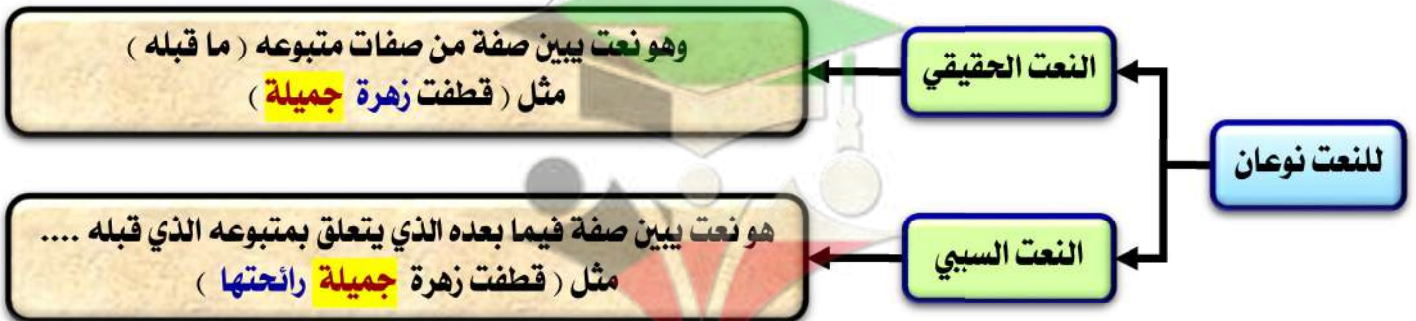 للنعت نوعان
النعت الحقيقي
وهو نعت يبين صفة من صفات متبوعه ( ما قبله )
مثل ( قطفت زهرة جميلة )
النعت السببي
هو نعت يبين صفة فيما بعده الذي يتعلق بمتبوعه الذي قبله ....
مثل ( قطفت زهرة جميلة رائحتها )